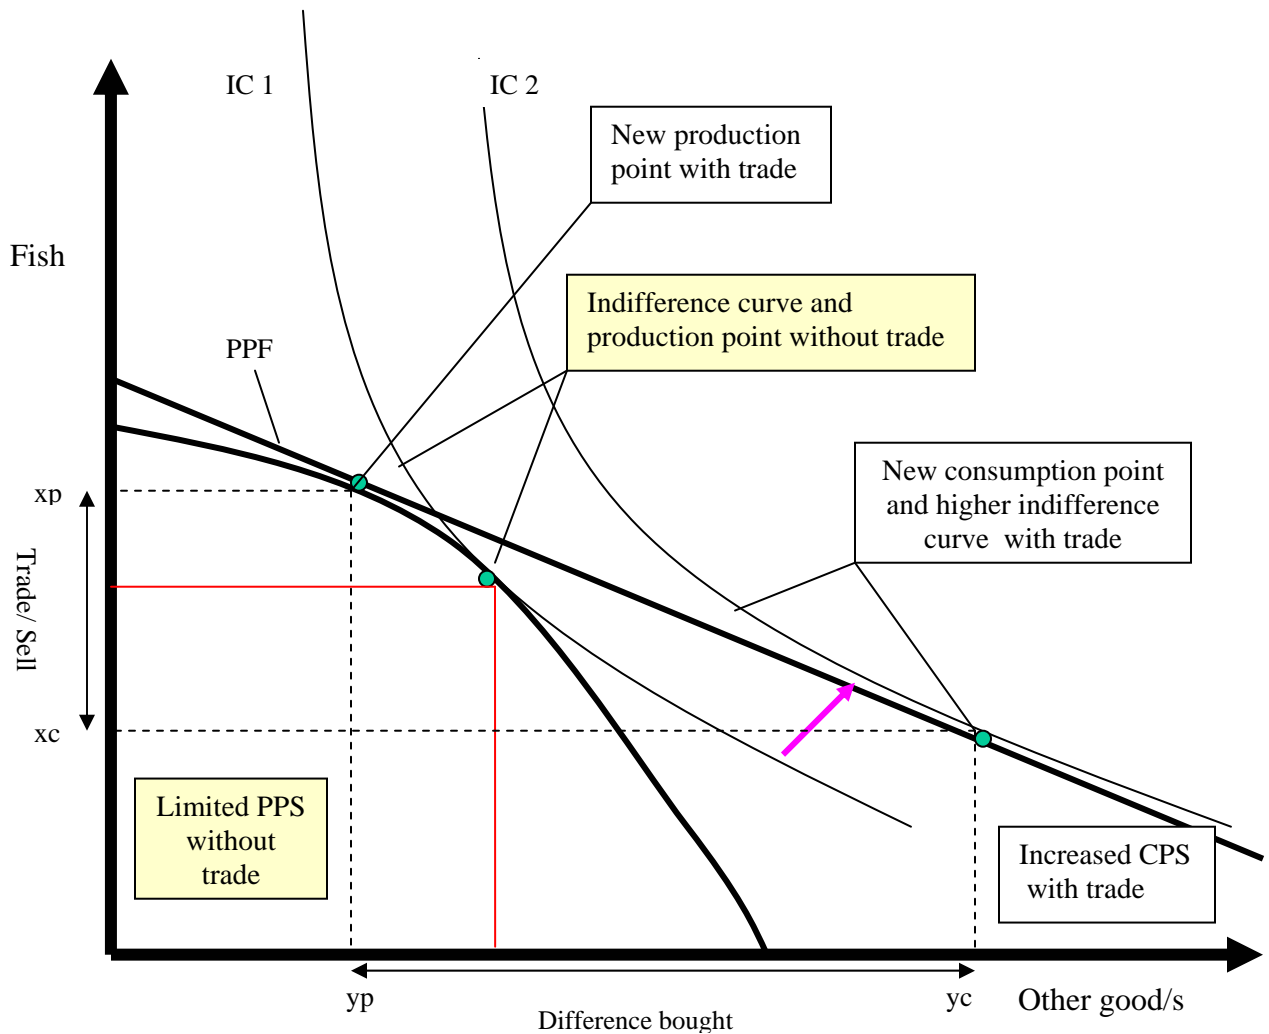 IC 1
IC 2
New production
point with trade
Fish
Indifference curve and
production point without trade
PPF
New consumption point
and higher indifference
curve with trade
xp
Trade/ Sell
xc
Limited PPS
without
trade
Increased CPS
with trade
yp
yc
Other good/s
Difference bought